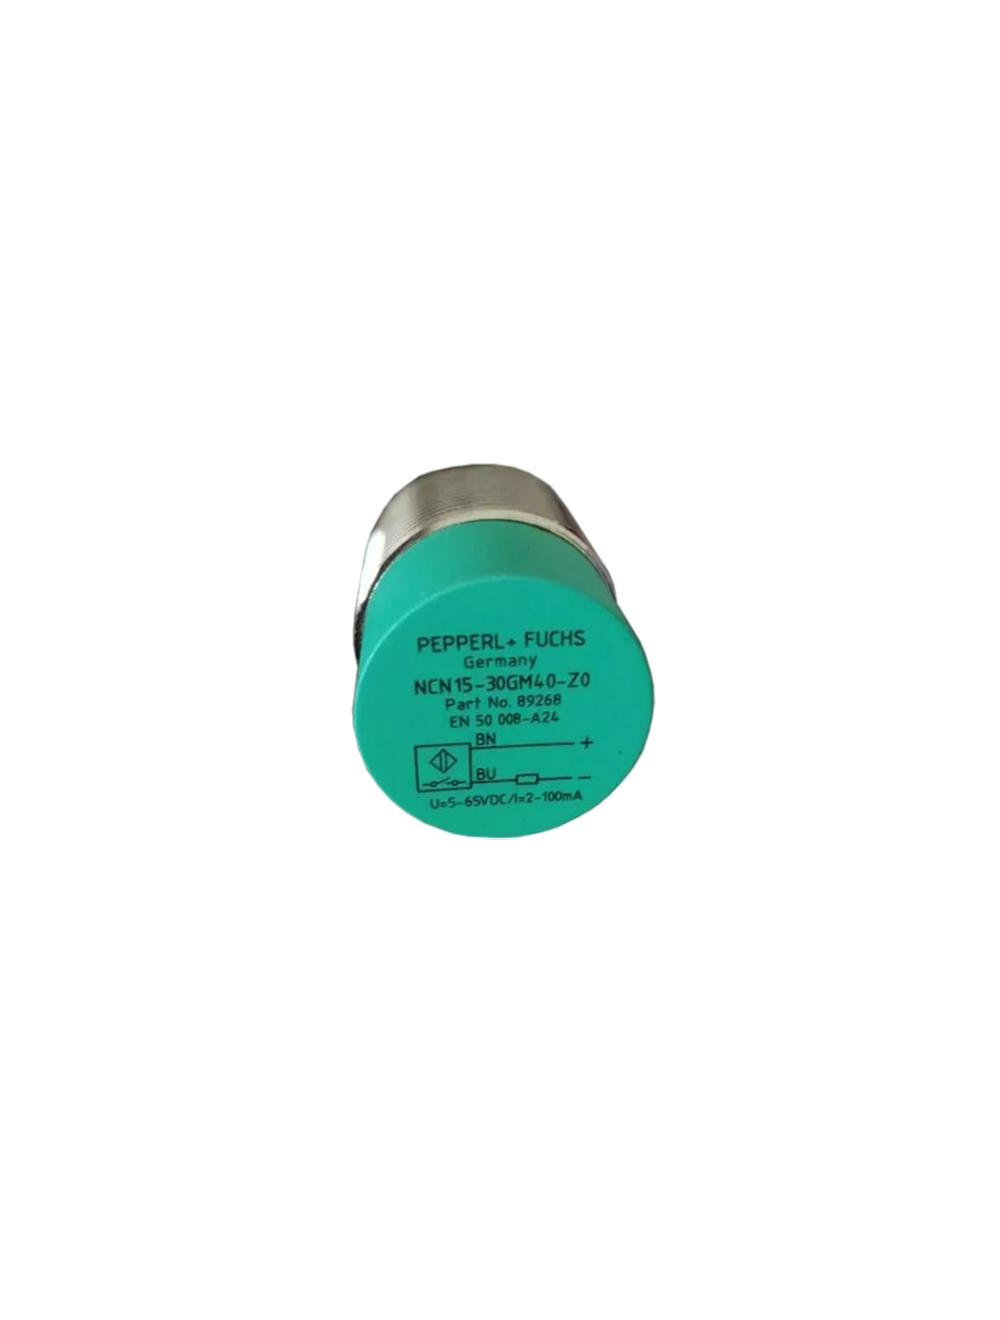 PEPPERL+ FUCHS
Germany
NCN15-30GM40-Z0
Part No. 89268
EN 50 008-A24
BN +
BU -
U=5-65VDC/I=2-100mA